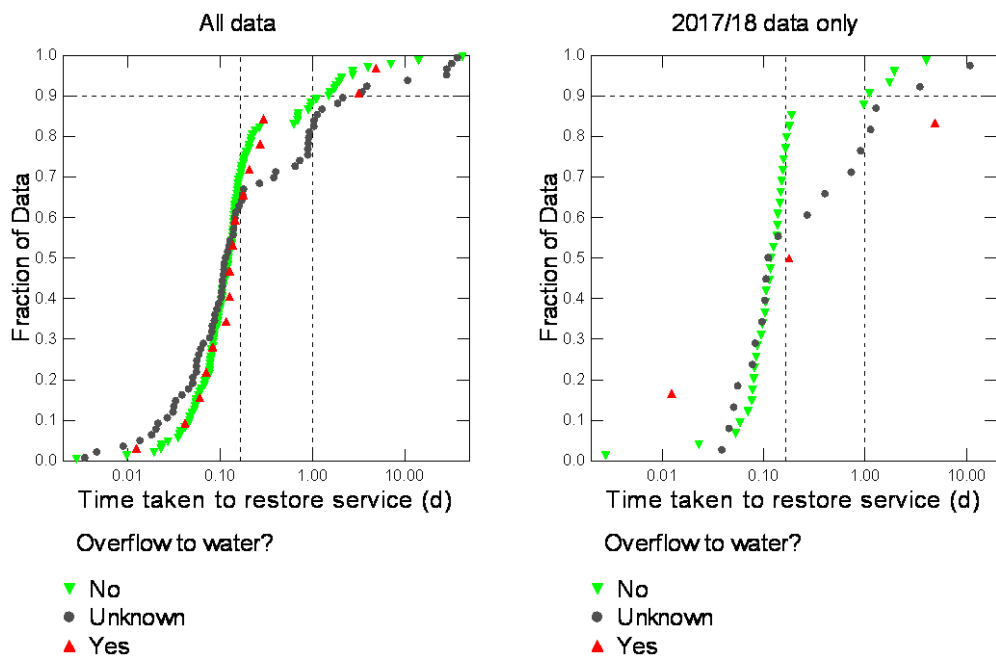 All data
1.0
0.9
0.8
0.7
0.6
0.5
0.4
0.3
0.2
0.1
0.0
Fraction of Data
0.01 0.10 1.00 10.00
Time taken to restore service (d)
Overflow to water?
No
Unknown
Yes
2017/18 data only
1.0
0.9
0.8
0.7
0.6
0.5
0.4
0.3
0.2
0.1
0.0
Fraction of Data
0.01 0.10 1.00 10.00
Time taken to restore service (d)
Overflow to water?
No
Unknown
Yes